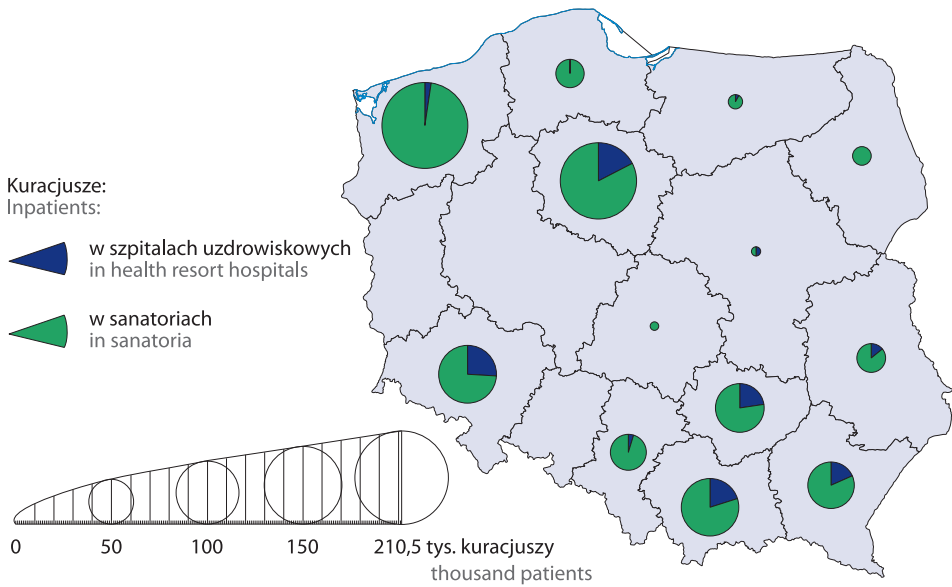 Kuracjusze:
Inpatients:
w szpitalach uzdrowiskowych
in health resort hospitals
w sanatoriach
in sanatoria
0 50 100 150 210,5 tys. kuracjuszy
thousand patients